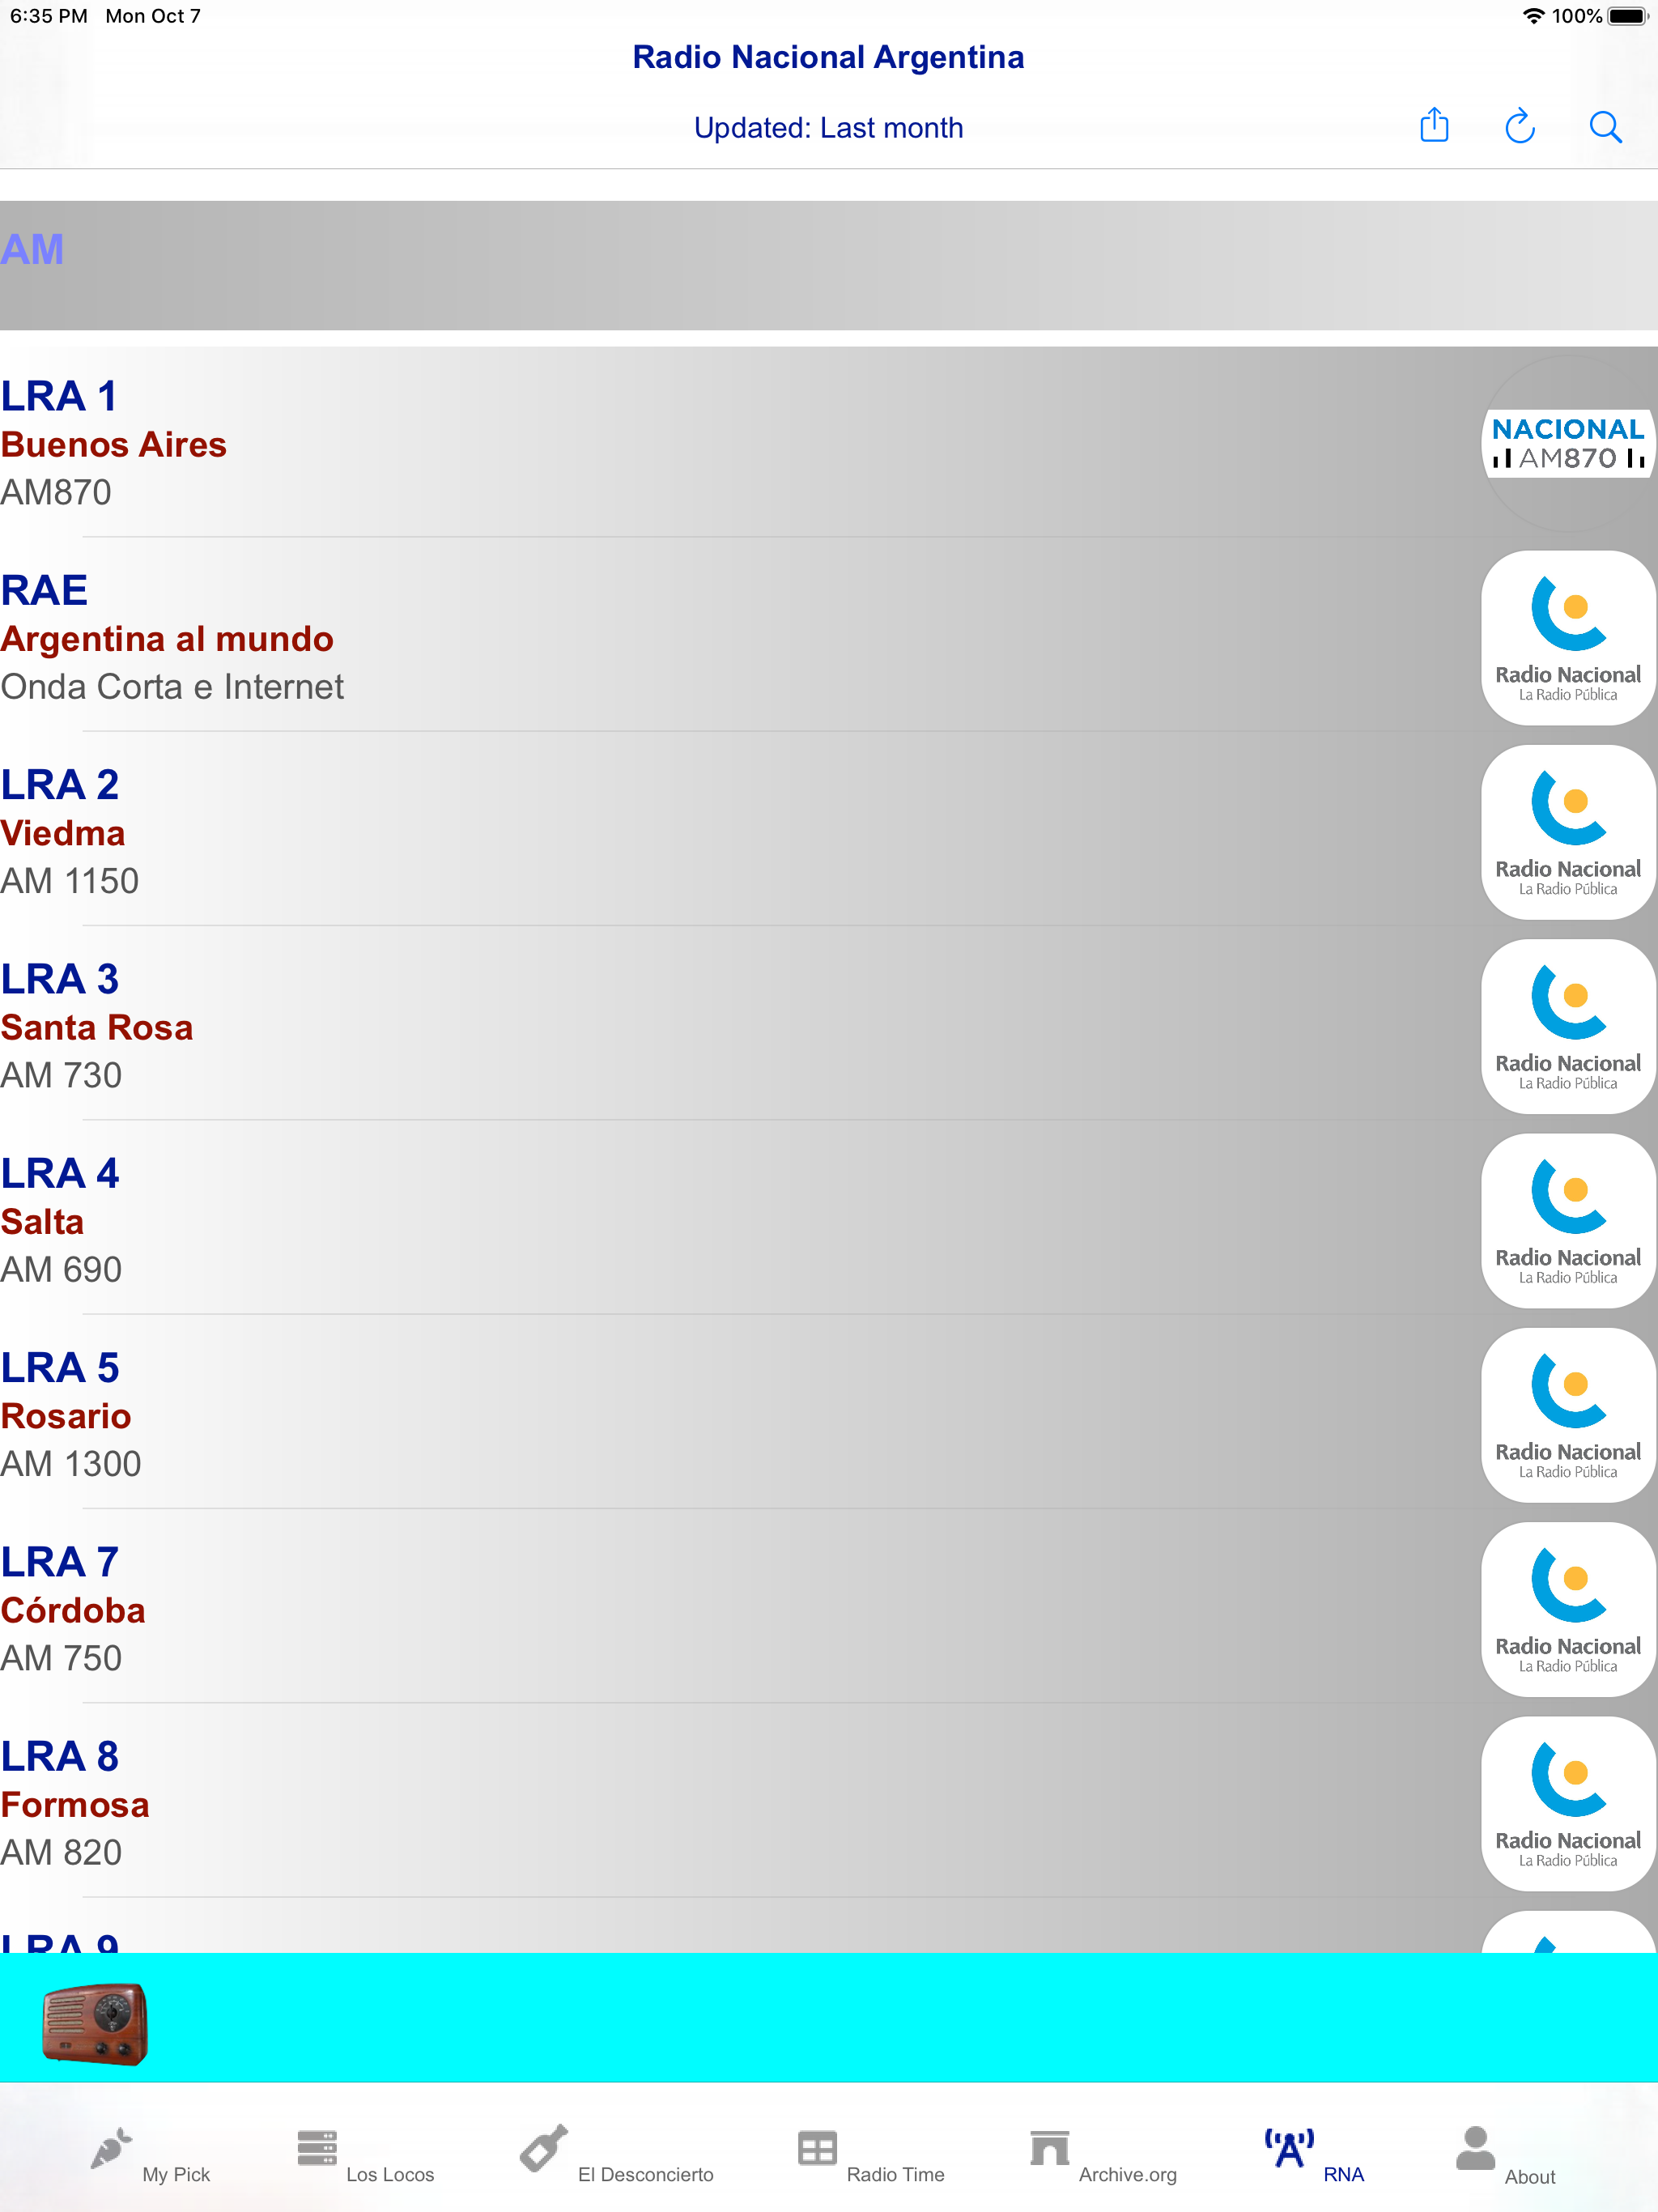 6:35 PM Mon Oct 7
100%
Radio Nacional Argentina
Updated: Last month
AM
LRA 1
Buenos Aires
AM870
NACIONAL
AM870
RAE
Argentina al mundo
Onda Corta e Internet
Radio Nacional
La Radio Pública
LRA 2
Viedma
AM 1150
Radio Nacional
La Radio Pública
LRA 3
Santa Rosa
AM 730
Radio Nacional
La Radio Pública
LRA 4
Salta
AM 690
Radio Nacional
La Radio Pública
LRA 5
Rosario
AM 1300
Radio Nacional
La Radio Pública
LRA 7
Córdoba
AM 750
Radio Nacional
La Radio Pública
LRA 8
Formosa
AM 820
Radio Nacional
La Radio Pública
LRA 9
My Pick
Los Locos
El Desconcierto
Radio Time
Archive.org
RNA
About